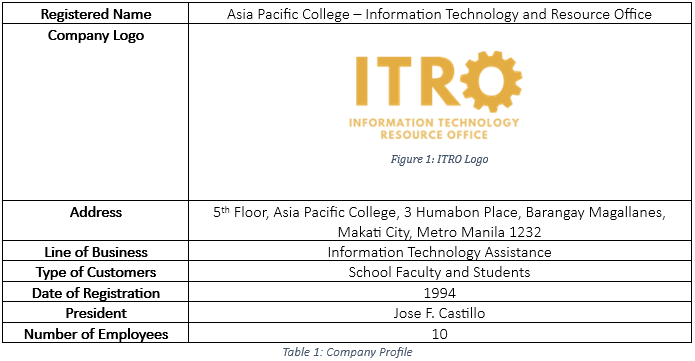 Registered Name Asia Pacific College – Information Technology and Resource Office
Company Logo
ITRO
INFORMATION TECHNOLOGY
RESOURCE OFFICE
Figure 1: ITRO Logo
Address 5th Floor, Asia Pacific College, 3 Humabon Place, Barangay Magallanes,
Makati City, Metro Manila 1232
Line of Business Information Technology Assistance
Type of Customers School Faculty and Students
Date of Registration 1994
President Jose F. Castillo
Number of Employees 10
Table 1: Company Profile